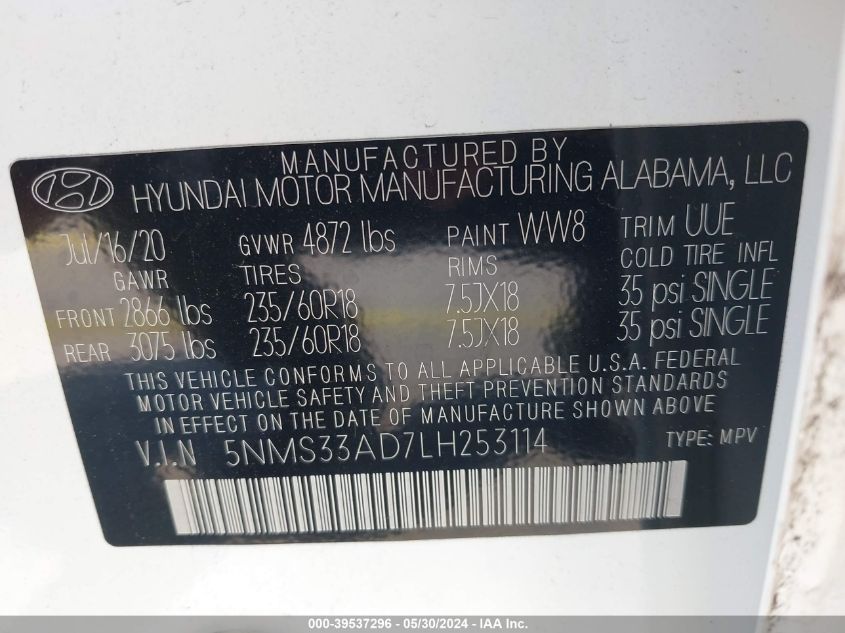 MANUFACTURED BY
HYUNDAI MOTOR MANUFACTURING ALABAMA, LLC
Jul/16/20 GVWR 4872 lbs PAINT WW8 TRIM UUE
GAWR TIRES RIMS COLD TIRE INFL
FRONT 2866 lbs 235/60R18 7.5JX18 35 psi SINGLE
REAR 3075 lbs 235/60R18 7.5JX18 35 psi SINGLE
THIS VEHICLE CONFORMS TO ALL APPLICABLE U.S.A. FEDERAL
MOTOR VEHICLE SAFETY AND THEFT PREVENTION STANDARDS
IN EFFECT ON THE DATE OF MANUFACTURE SHOWN ABOVE.
V.I.N 5NMS33AD7LH253114 TYPE: MPV
000-39537296 - 05/30/2024 - IAA Inc.